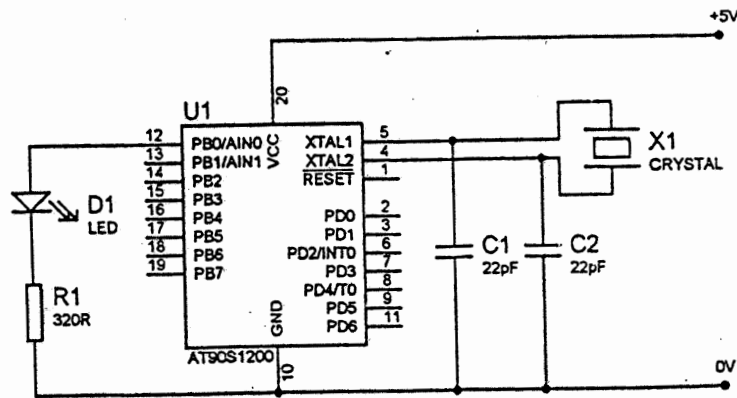 +5V
20
U1
12 PB0/AIN0
13 PB1/AIN1
14 PB2
15 PB3
16 PB4
17 PB5
18 PB6
19 PB7
VCC
XTAL1 5
XTAL2 4
RESET 1
PD0 2
PD1 3
PD2/INT0 6
PD3 7
PD4/T0 8
PD5 9
PD6 11
GND
10
AT90S1200
D1
LED
R1
320R
X1
CRYSTAL
C1
22pF
C2
22pF
0V